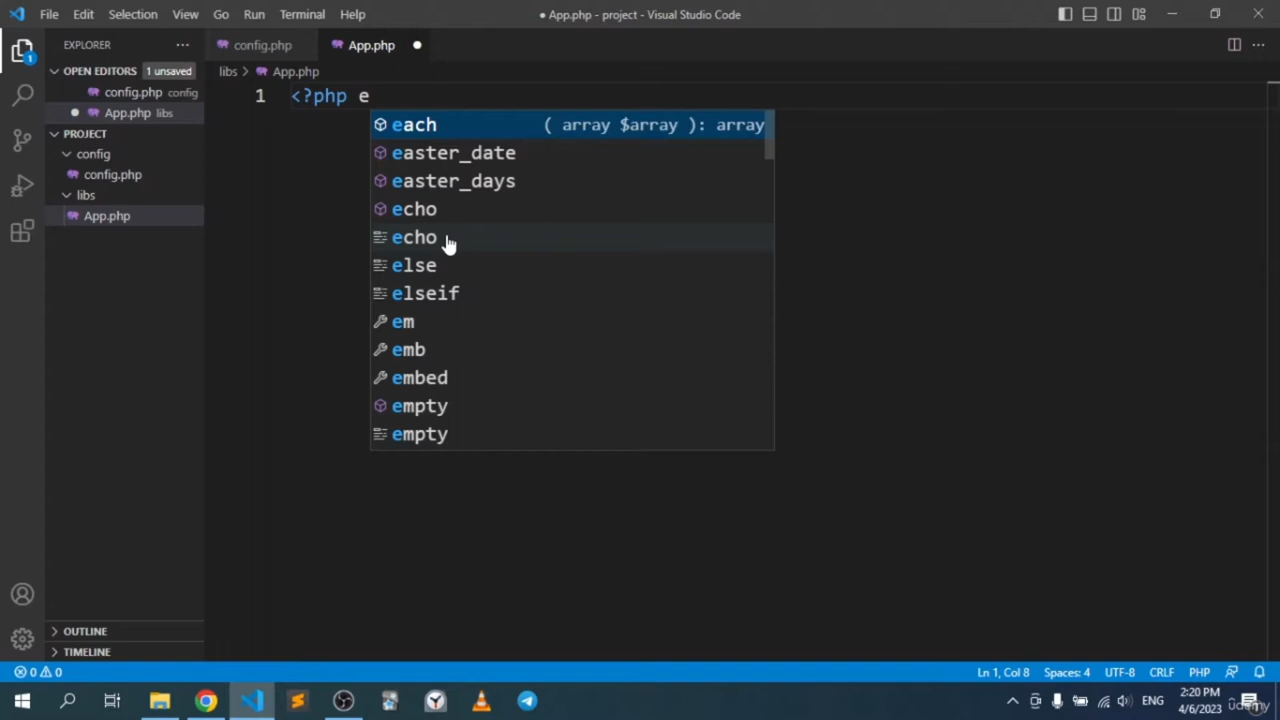 File Edit Selection View Go Run Terminal Help
● App.php - project - Visual Studio Code
EXPLORER
config.php
App.php
OPEN EDITORS 1 unsaved
libs > App.php
config.php config
App.php libs
PROJECT
config
config.php
libs
App.php
1 <?php e
each ( array $array ): array
easter_date
easter_days
echo
echo
else
elseif
em
emb
embed
empty
empty
OUTLINE
TIMELINE
1
0 0
Ln 1, Col 8 Spaces: 4 UTF-8 CRLF PHP
ENG
2:20 PM
4/6/2023
udemy